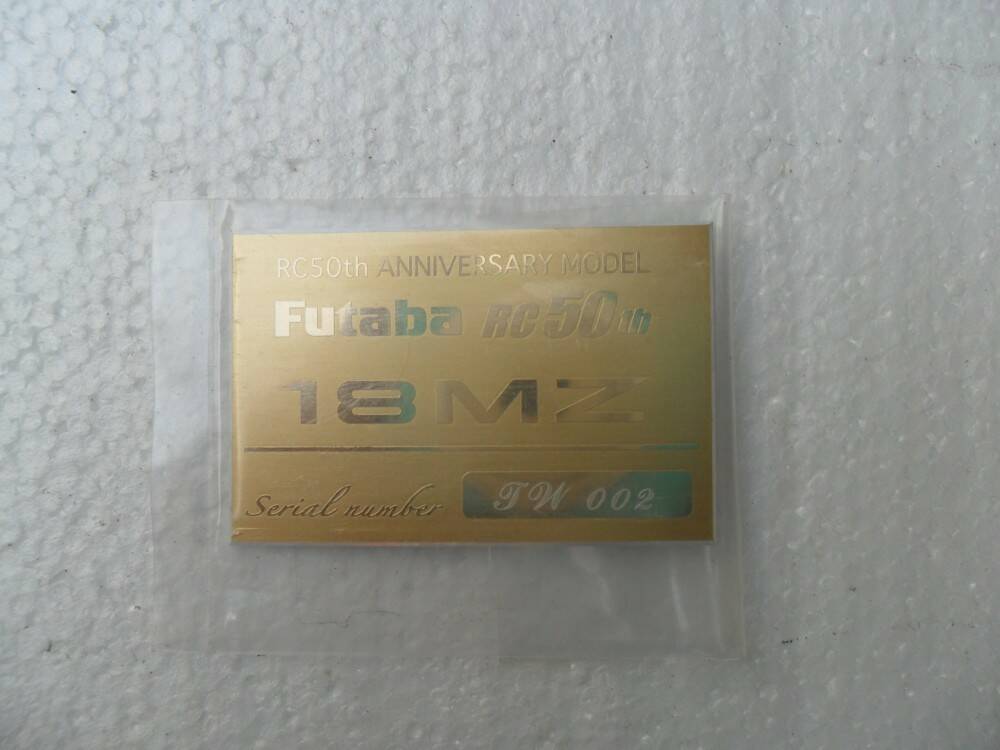 RC50th ANNIVERSARY MODEL
Futaba RC50th
18MZ
Serial number TW 002